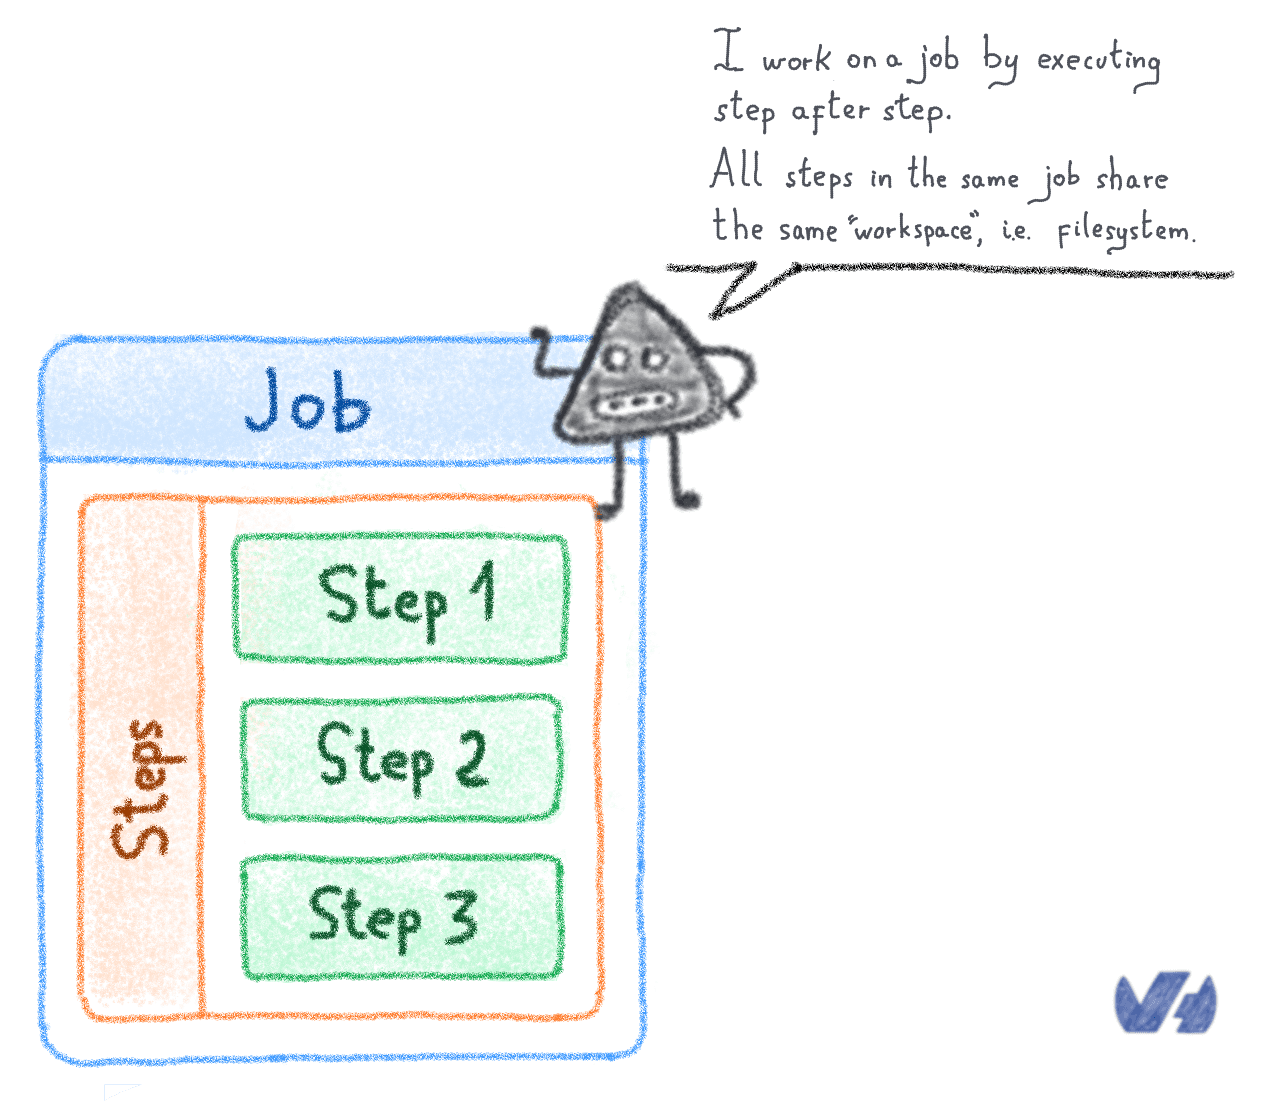 I work on a job by executing
step after step.
All steps in the same job share
the same "workspace", i.e. filesystem.
Job
Steps
Step 1
Step 2
Step 3